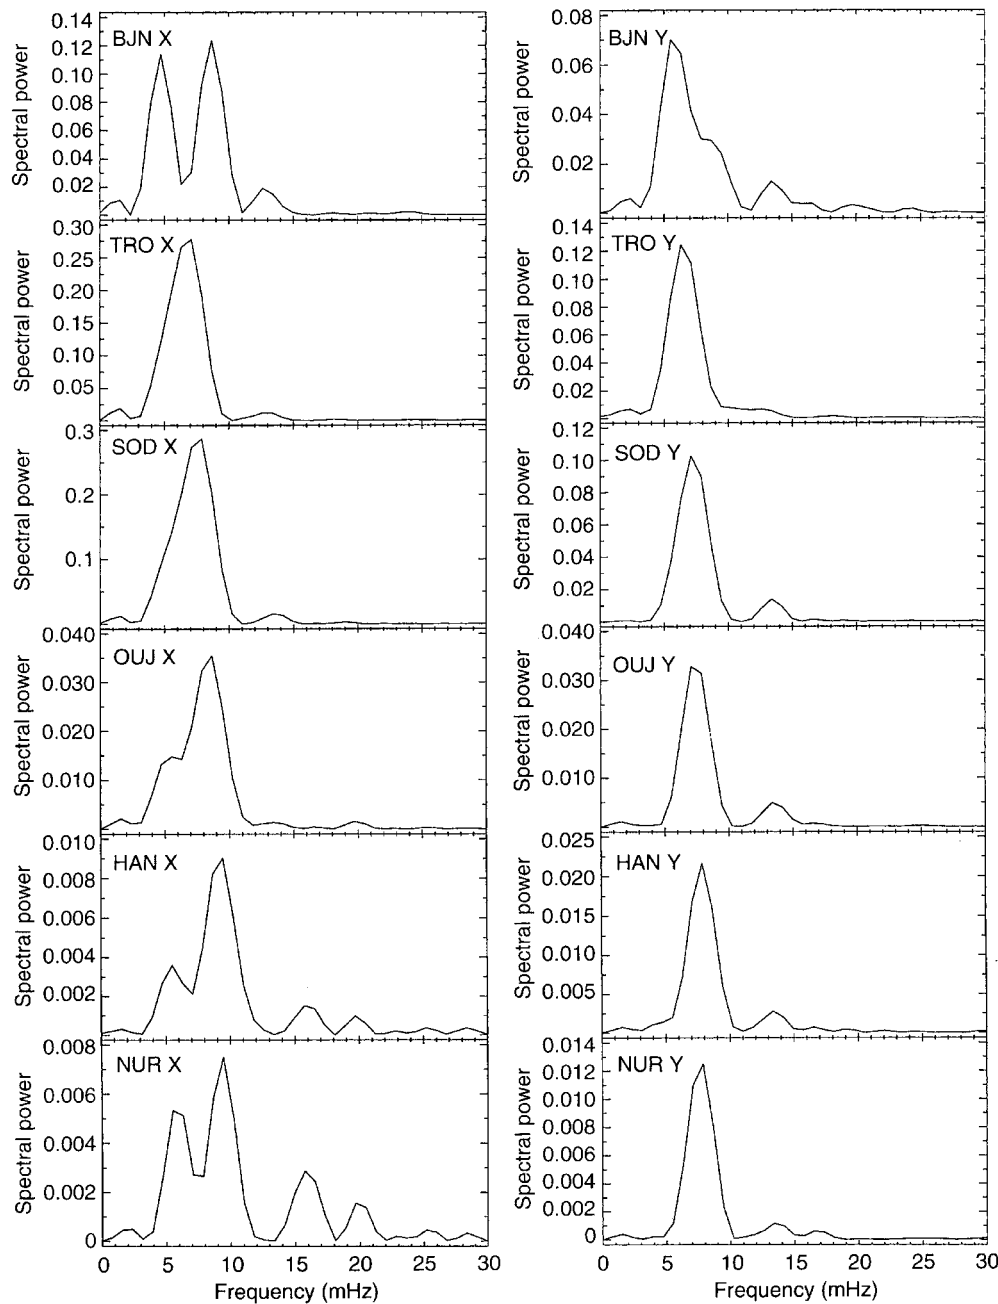 Spectral power
0.14
0.12
0.10
0.08
0.06
0.04
0.02
BJN X
Spectral power
0.30
0.25
0.20
0.15
0.10
0.05
TRO X
Spectral power
0.3
0.2
0.1
0
SOD X
Spectral power
0.040
0.030
0.020
0.010
0
OUJ X
Spectral power
0.010
0.008
0.006
0.004
0.002
0
HAN X
Spectral power
0.008
0.006
0.004
0.002
0
NUR X
0 5 10 15 20 25 30
Frequency (mHz)
Spectral power
0.08
0.06
0.04
0.02
BJN Y
Spectral power
0.14
0.12
0.10
0.08
0.06
0.04
0.02
TRO Y
Spectral power
0.12
0.10
0.08
0.06
0.04
0.02
SOD Y
Spectral power
0.040
0.030
0.020
0.010
0
OUJ Y
Spectral power
0.025
0.020
0.015
0.010
0.005
0
HAN Y
Spectral power
0.014
0.012
0.010
0.008
0.006
0.004
0.002
0
NUR Y
0 5 10 15 20 25 30
Frequency (mHz)